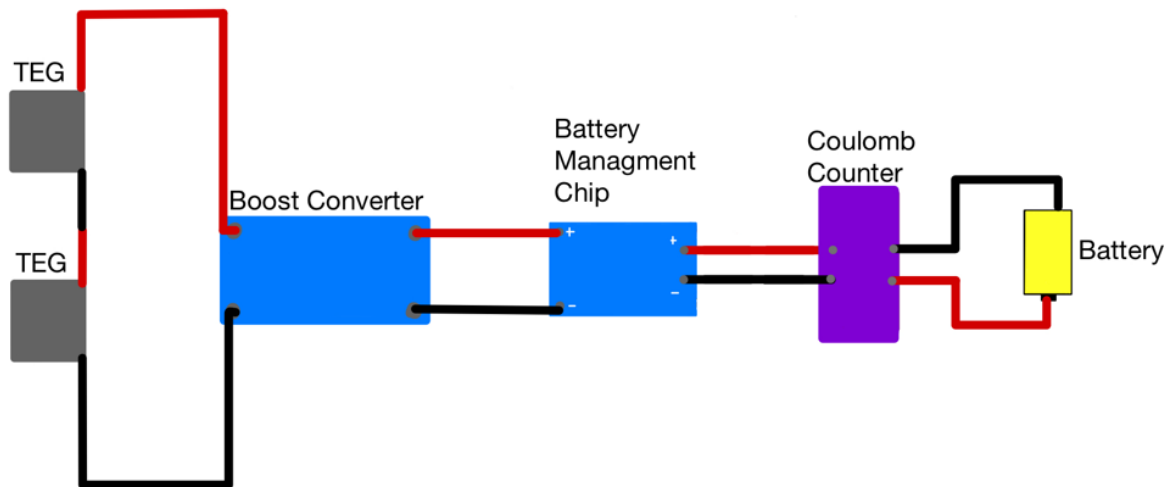 TEG
TEG
Boost Converter
+
−
Battery
Managment
Chip
+
−
Coulomb
Counter
Battery